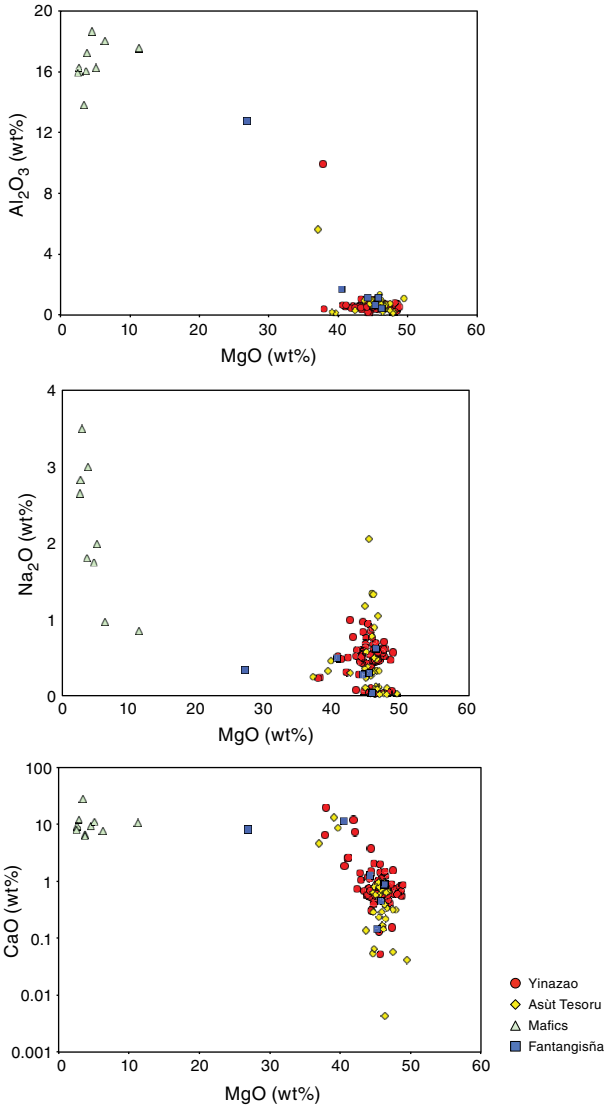 20
16
12
8
4
0
Al₂O₃ (wt%)
0 10 20 30 40 50 60
MgO (wt%)
4
3
2
1
0
Na₂O (wt%)
0 10 20 30 40 50 60
MgO (wt%)
100
10
1
0.1
0.01
0.001
CaO (wt%)
0 10 20 30 40 50 60
MgO (wt%)
Yinazao
Asùt Tesoru
Mafics
Fantangisña